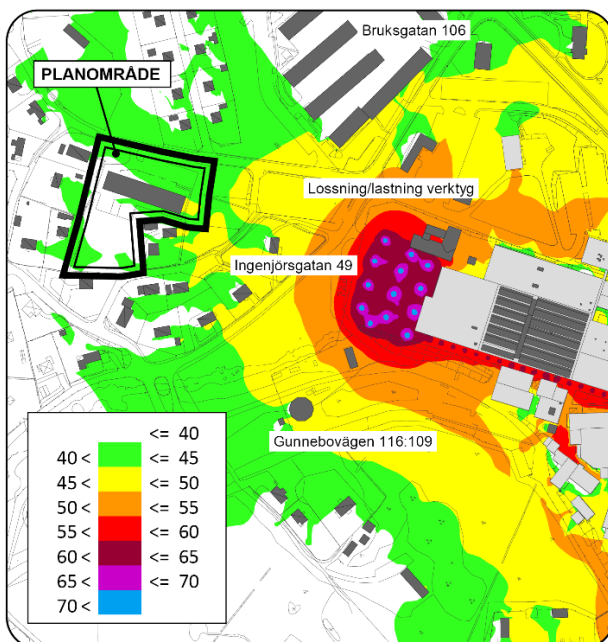 Bruksgatan 106
PLANOMRÅDE
Lossning/lastning verktyg
Ingenjörsgatan 49
Gunnebovägen 116:109
<= 40
40 < <= 45
45 < <= 50
50 < <= 55
55 < <= 60
60 < <= 65
65 < <= 70
70 <